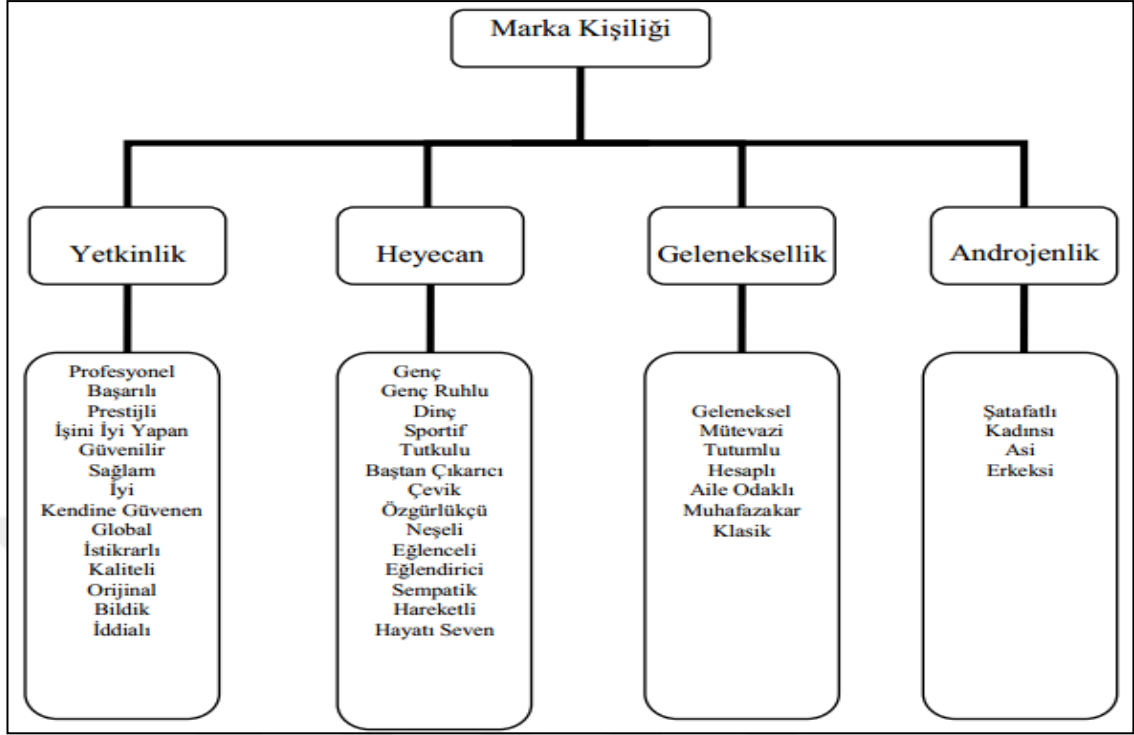 Marka Kişiliği
Yetkinlik
Heyecan
Geleneksellik
Androjenlik
Profesyonel
Başarılı
Prestijli
İşini İyi Yapan
Güvenilir
Sağlam
İyi
Kendine Güvenen
Global
İstikrarlı
Kaliteli
Orijinal
Bildik
İddialı
Genç
Genç Ruhlu
Dinç
Sportif
Tutkulu
Baştan Çıkarıcı
Çevik
Özgürlükçü
Neşeli
Eğlenceli
Eğlendirici
Sempatik
Hareketli
Hayatı Seven
Geleneksel
Mütevazi
Tutumlu
Hesaplı
Aile Odaklı
Muhafazakar
Klasik
Şatafatlı
Kadınsı
Asi
Erkeksi